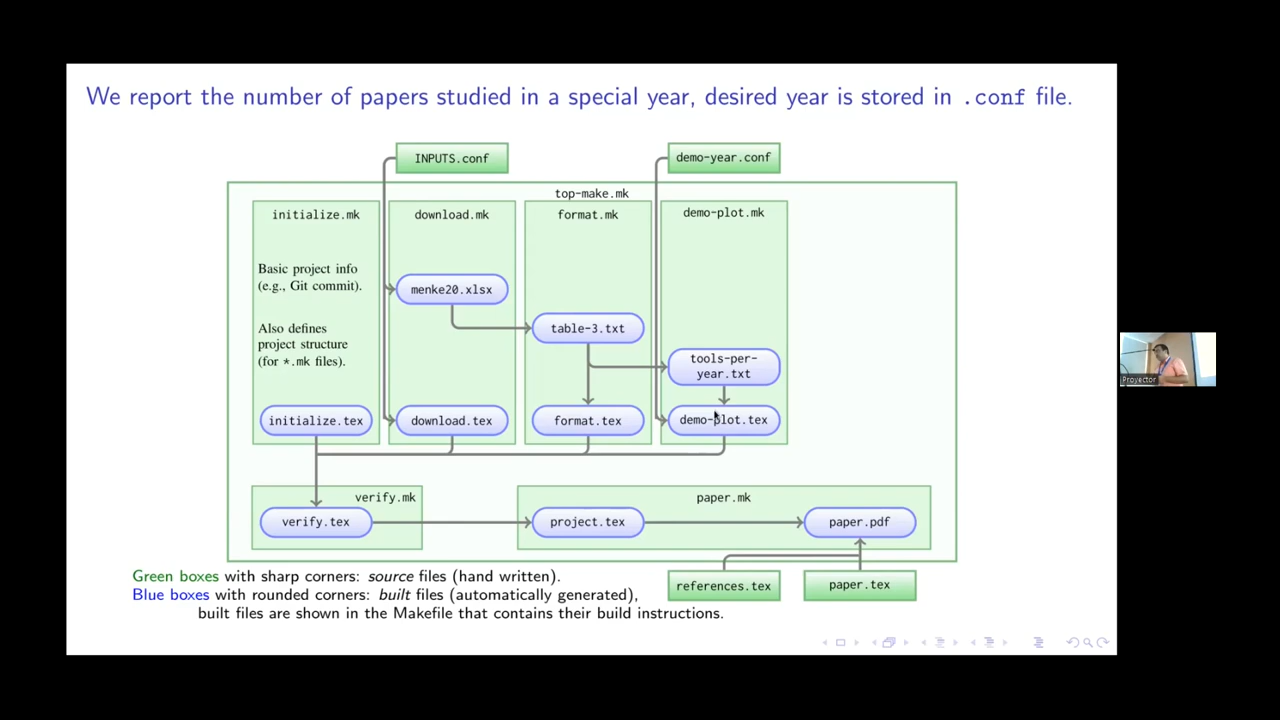 We report the number of papers studied in a special year, desired year is stored in .conf file.
INPUTS.conf
demo-year.conf
top-make.mk
initialize.mk
download.mk
format.mk
demo-plot.mk
Basic project info
(e.g., Git commit).
Also defines
project structure
(for *.mk files).
menke20.xlsx
table-3.txt
tools-per-
year.txt
initialize.tex
download.tex
format.tex
demo-plot.tex
verify.mk
paper.mk
verify.tex
project.tex
paper.pdf
references.tex
paper.tex
Green boxes with sharp corners: source files (hand written).
Blue boxes with rounded corners: built files (automatically generated),
built files are shown in the Makefile that contains their build instructions.
Proyector